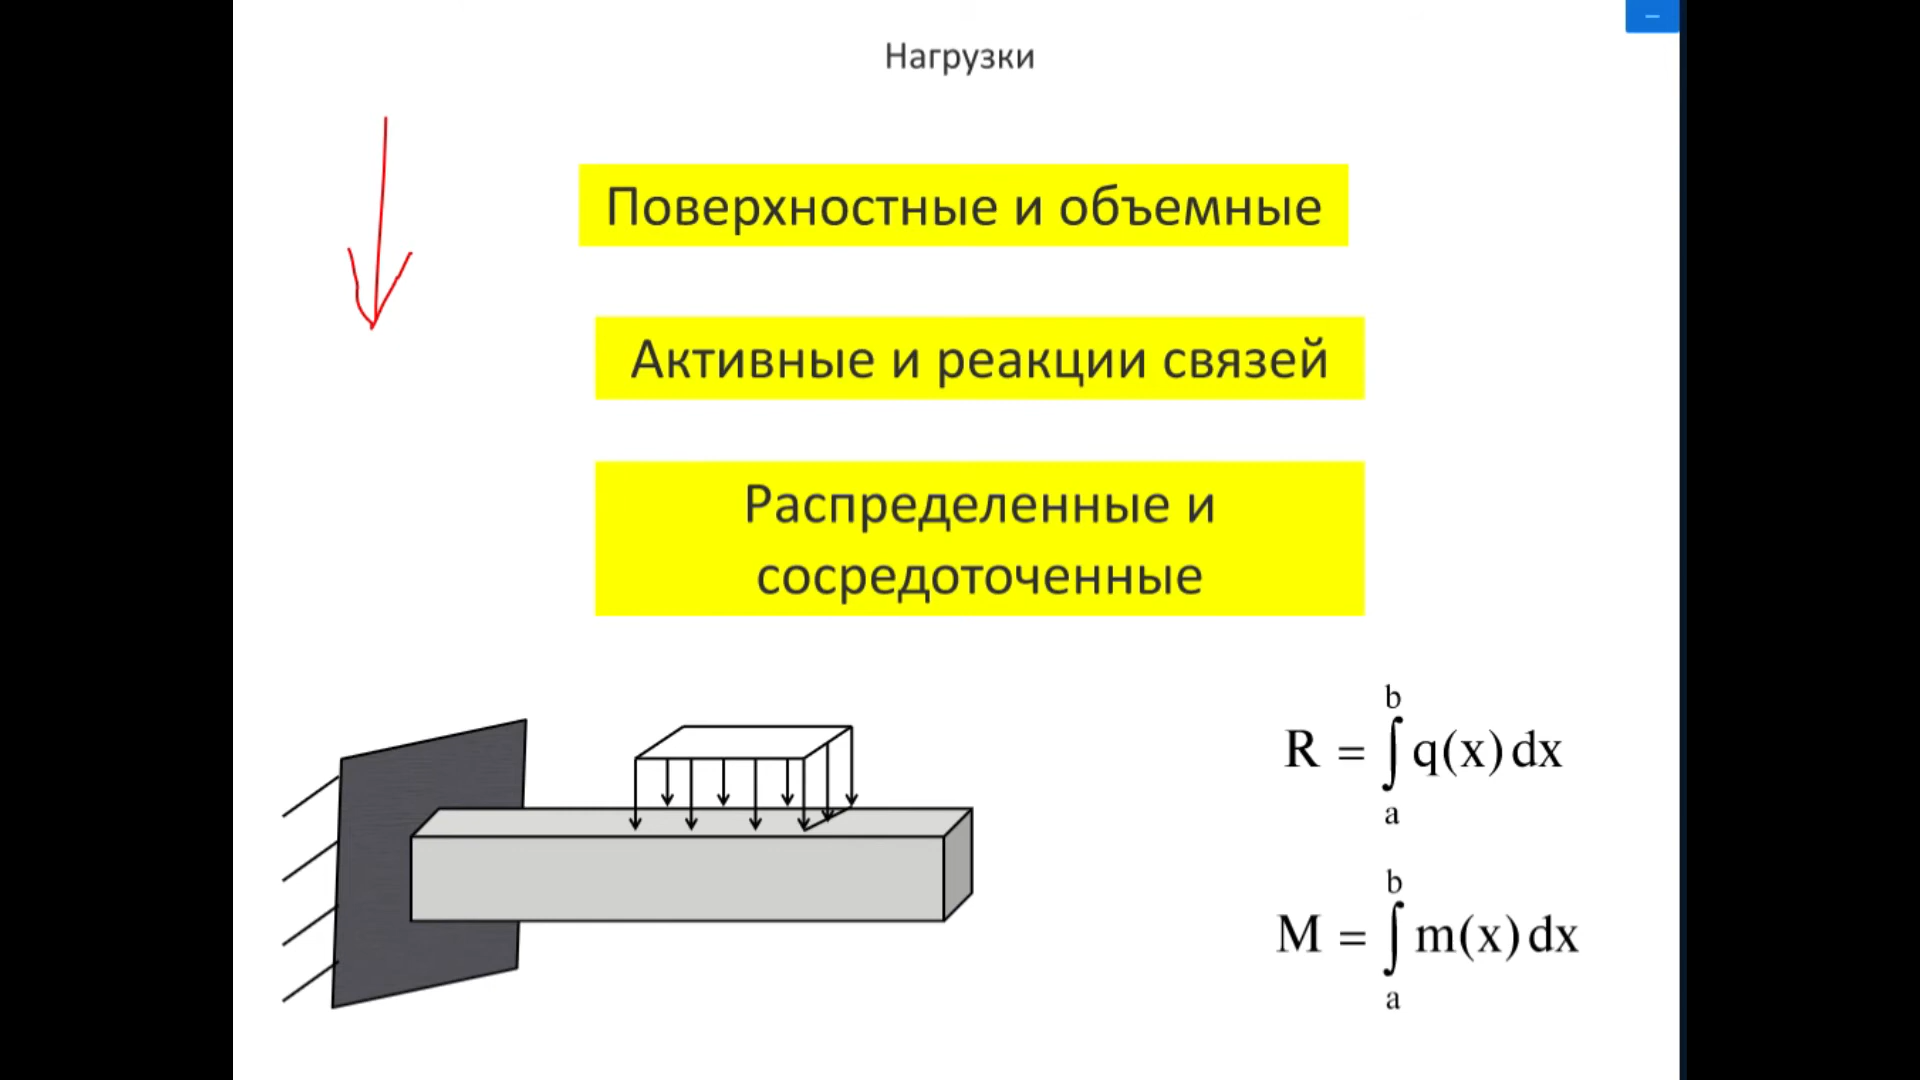 Нагрузки
Поверхностные и объемные
Активные и реакции связей
Распределенные и
сосредоточенные
b
R = ∫ q(x) dx
a
b
M = ∫ m(x) dx
a